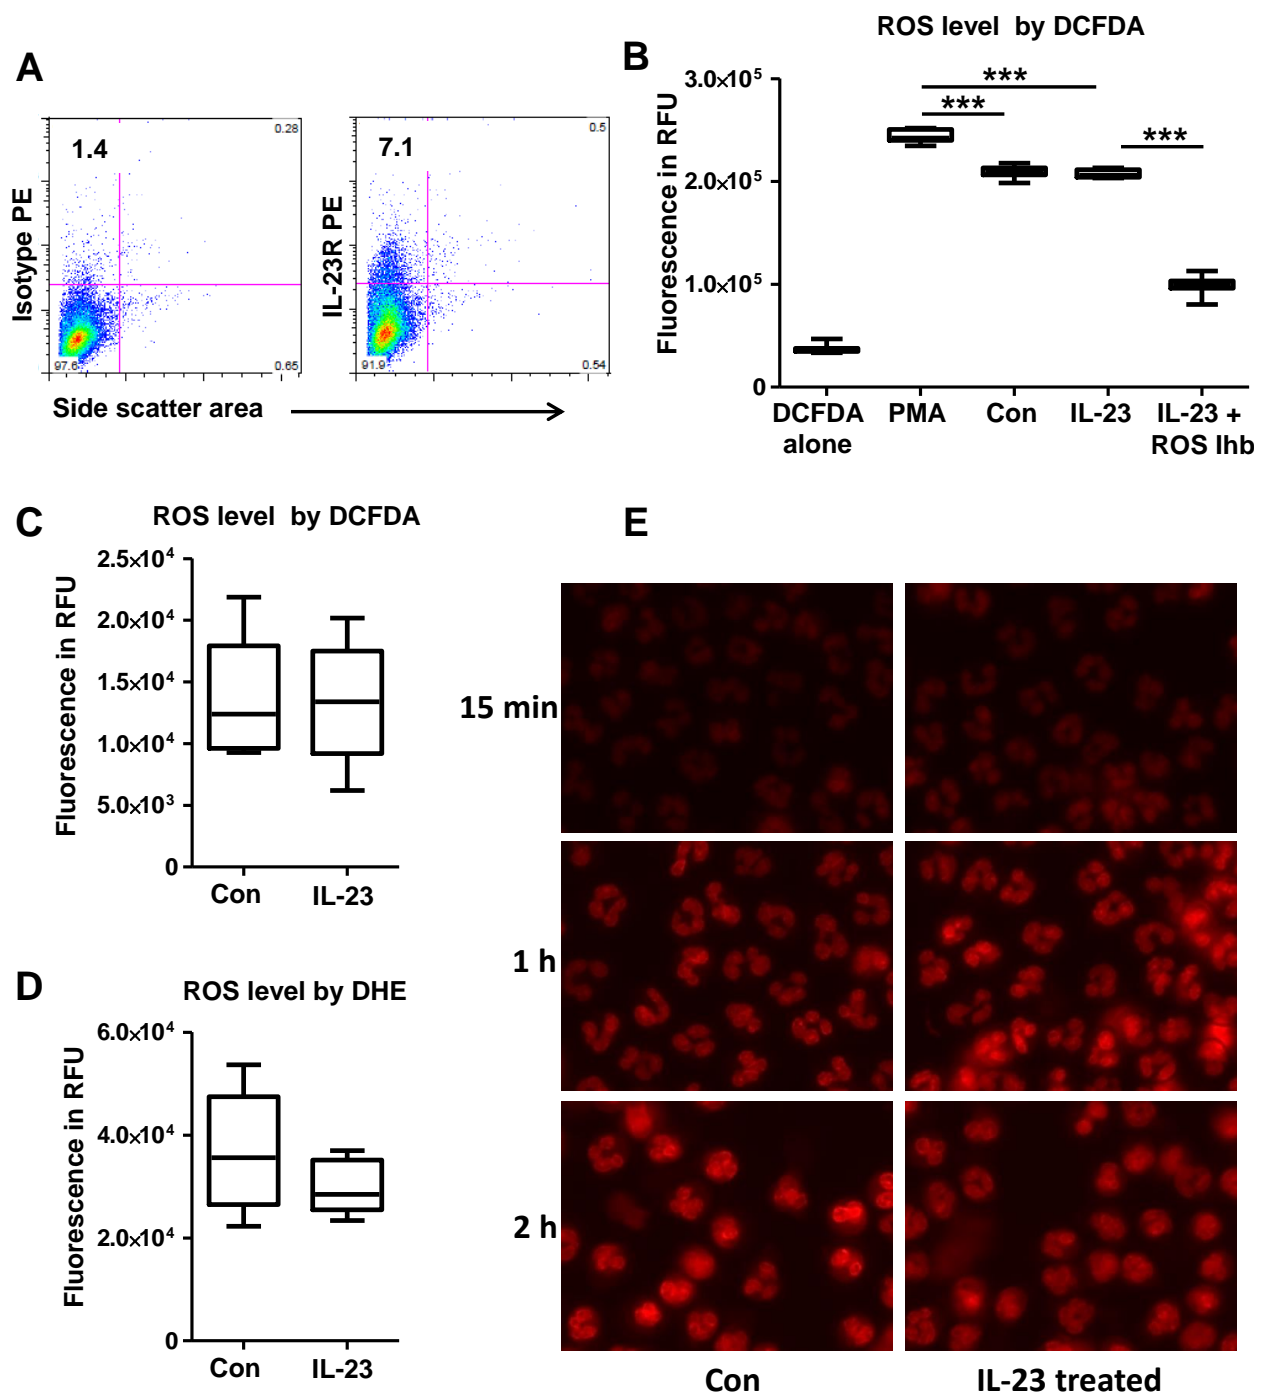 A
1.4
0.28
Isotype PE
97.6
0.65
7.1
0.5
IL-23R PE
91.9
0.54
Side scatter area
B
ROS level by DCFDA
Fluorescence in RFU
3.0×10⁵
2.0×10⁵
1.0×10⁵
0
***
***
***
DCFDA alone
PMA
Con
IL-23
IL-23 + ROS Ihb
C
ROS level by DCFDA
Fluorescence in RFU
2.5×10⁴
2.0×10⁴
1.5×10⁴
1.0×10⁴
5.0×10³
0
Con
IL-23
D
ROS level by DHE
Fluorescence in RFU
6.0×10⁴
4.0×10⁴
2.0×10⁴
0
Con
IL-23
E
15 min
1 h
2 h
Con
IL-23 treated